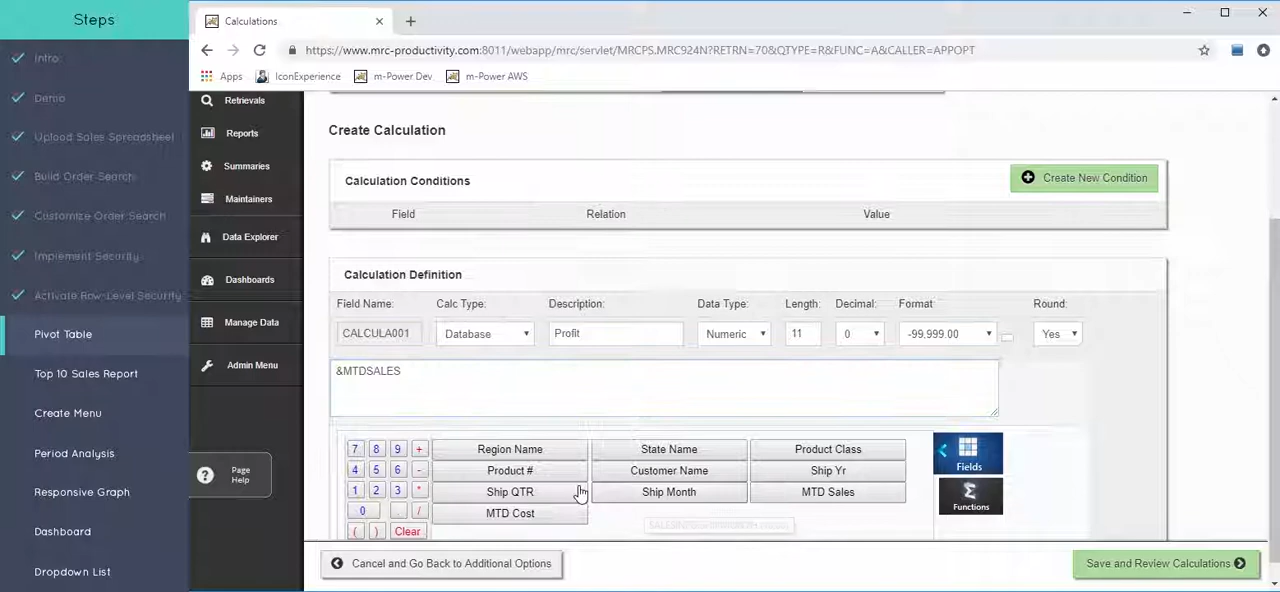 Steps
Intro
Demo
Upload Sales Spreadsheet
Build Order Search
Customize Order Search
Implement Security
Activate Row-Level Security
Pivot Table
Top 10 Sales Report
Create Menu
Period Analysis
Responsive Graph
Dashboard
Dropdown List
Calculations
https://www.mrc-productivity.com:8011/webapp/mrc/servlet/MRCPS.MRC924N?RETRN=70&QTYPE=R&FUNC=A&CALLER=APPOPT
Apps IconExperience m-Power Dev m-Power AWS
Retrievals
Reports
Summaries
Maintainers
Data Explorer
Dashboards
Manage Data
Admin Menu
Page
Help
Create Calculation
Calculation Conditions
Create New Condition
Field Relation Value
Calculation Definition
Field Name: Calc Type: Description: Data Type: Length: Decimal: Format Round:
CALCULA001 Database Profit Numeric 11 0 -99,999.00 Yes
&MTDSALES
7 8 9 + Region Name State Name Product Class
4 5 6 - Product # Customer Name Ship Yr
1 2 3 * Ship QTR Ship Month MTD Sales
0 . / MTD Cost
( ) Clear
Fields
Functions
Cancel and Go Back to Additional Options
Save and Review Calculations